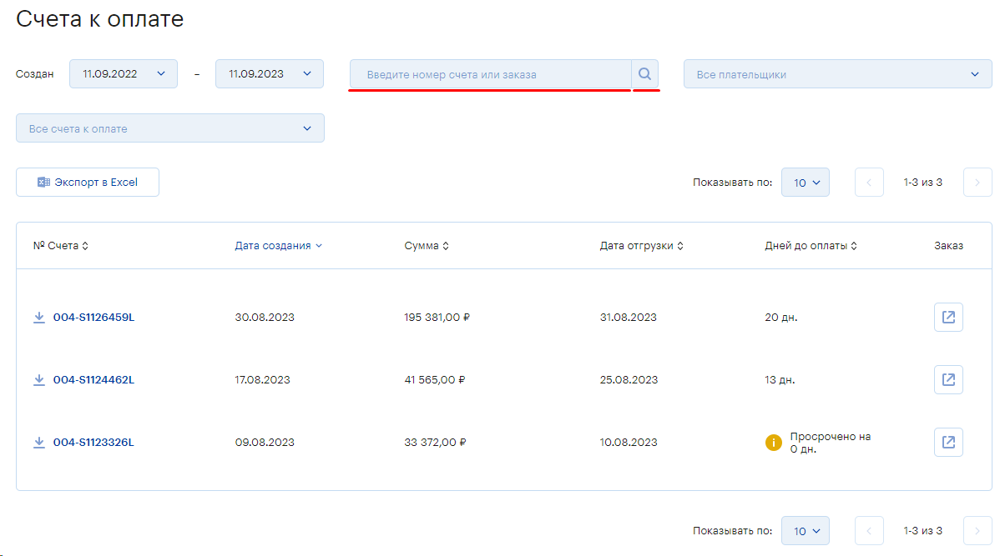 Счета к оплате
Создан 11.09.2022 – 11.09.2023 Введите номер счета или заказа Все плательщики
Все счета к оплате
Экспорт в Excel Показывать по: 10 1-3 из 3
№ Счета Дата создания Сумма Дата отгрузки Дней до оплаты Заказ
004-S1126459L 30.08.2023 195 381,00 ₽ 31.08.2023 20 дн.
004-S1124462L 17.08.2023 41 565,00 ₽ 25.08.2023 13 дн.
004-S1123326L 09.08.2023 33 372,00 ₽ 10.08.2023 Просрочено на
0 дн.
Показывать по: 10 1-3 из 3